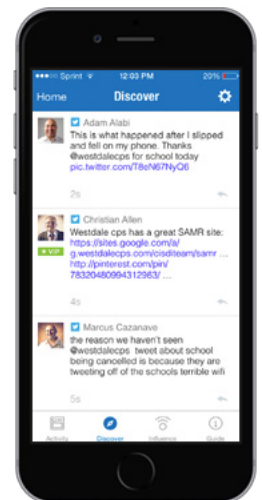 Sprint 12:03 PM 20%
Home Discover
Adam Alabi
This is what happened after I slipped
and fell on my phone. Thanks
@westdalecps for school today
pic.twitter.com/T8eN67NyQ6
2s
Christian Allen
Westdale cps has a great SAMR site:
https://sites.google.com/a/
g.westdalecps.com/cisditeam/samr ...
http://pinterest.com/pin/
78320480994312963/ ...
VIP
4s
Marcus Cazanave
the reason we haven't seen
@westdalecps tweet about school
being cancelled is because they are
tweeting off of the schools terrible wifi
5s
Activity Discover Influence Guide